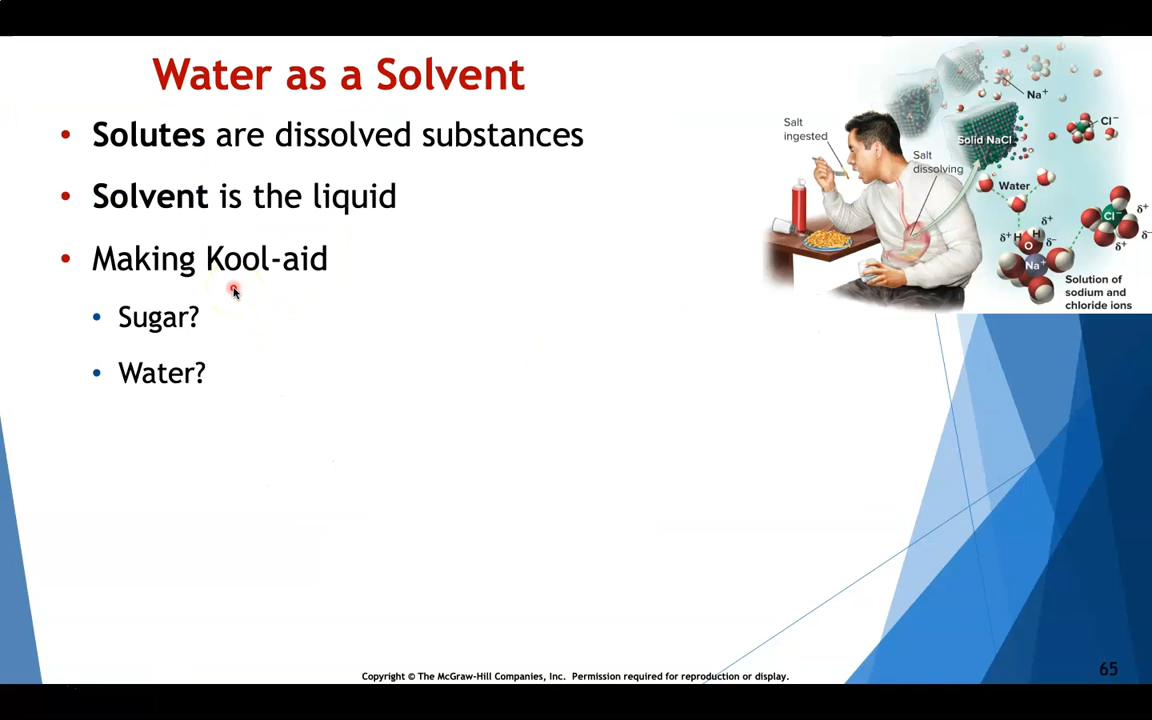 Water as a Solvent
• Solutes are dissolved substances
• Solvent is the liquid
• Making Kool-aid
• Sugar?
• Water?
Salt
ingested
Salt
dissolving
Solid NaCl
Na⁺
Cl⁻
Water
δ⁺
δ⁺
H
H
O
δ⁻
Na⁺
Cl⁻
δ⁺
δ⁻
δ⁺
Solution of
sodium and
chloride ions
Copyright © The McGraw-Hill Companies, Inc. Permission required for reproduction or display.
65